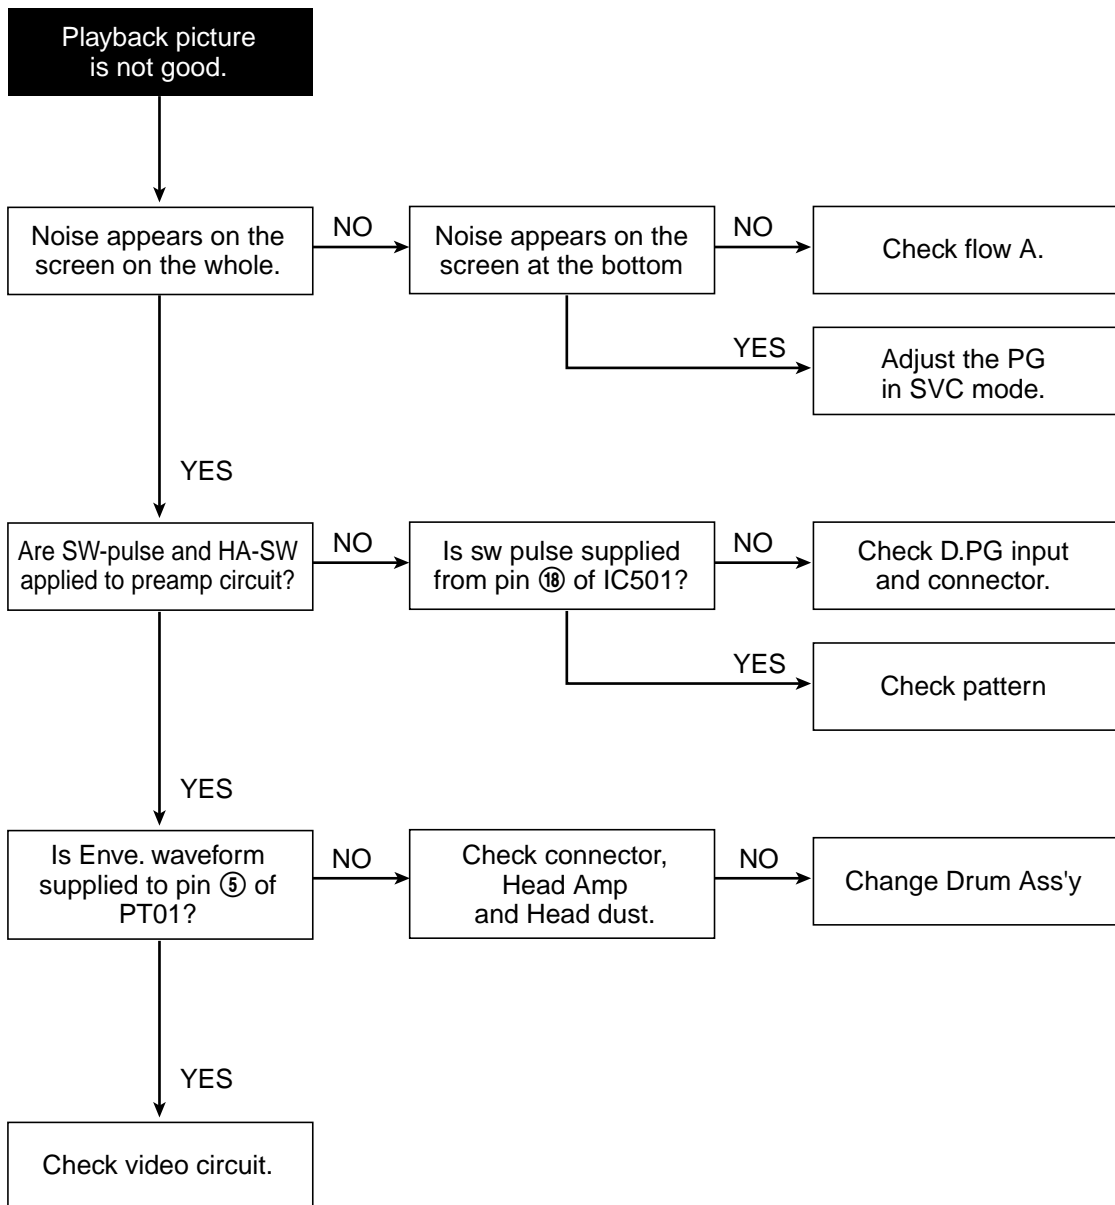 Playback picture
is not good.
Noise appears on the
screen on the whole.
NO
Noise appears on the
screen at the bottom
NO
Check flow A.
YES
Adjust the PG
in SVC mode.
YES
Are SW-pulse and HA-SW
applied to preamp circuit?
NO
Is sw pulse supplied
from pin ⑱ of IC501?
NO
Check D.PG input
and connector.
YES
Check pattern
YES
Is Enve. waveform
supplied to pin ⑤ of
PT01?
NO
Check connector,
Head Amp
and Head dust.
NO
Change Drum Ass'y
YES
Check video circuit.